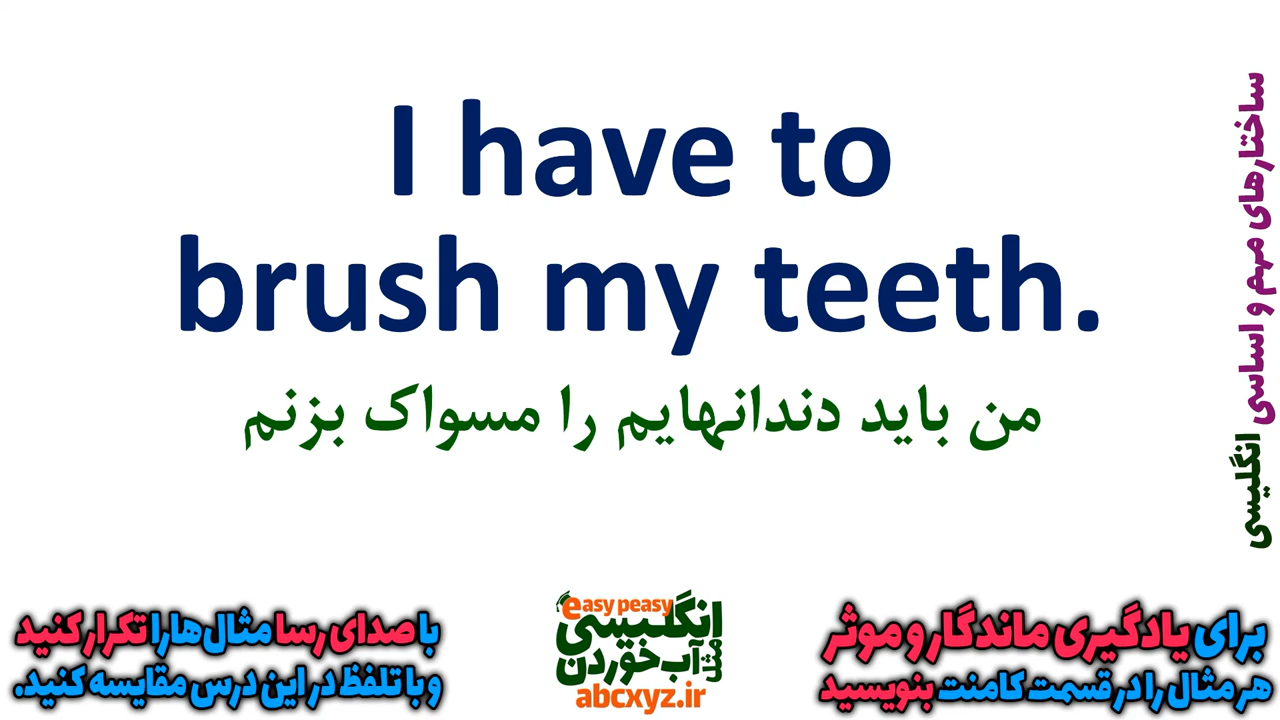 I have to
brush my teeth.
من باید دندانهایم را مسواک بزنم
ساختارهای مهم و اساسی انگلیسی
برای یادگیری ماندگار و موثر
هر مثال را در قسمت کامنت بنویسید
easy peasy
انگلیسی
مثل
آب خوردن
abcxyz.ir
با صدای رسا مثال‌ها را تکرار کنید
و با تلفظ در این درس مقایسه کنید.